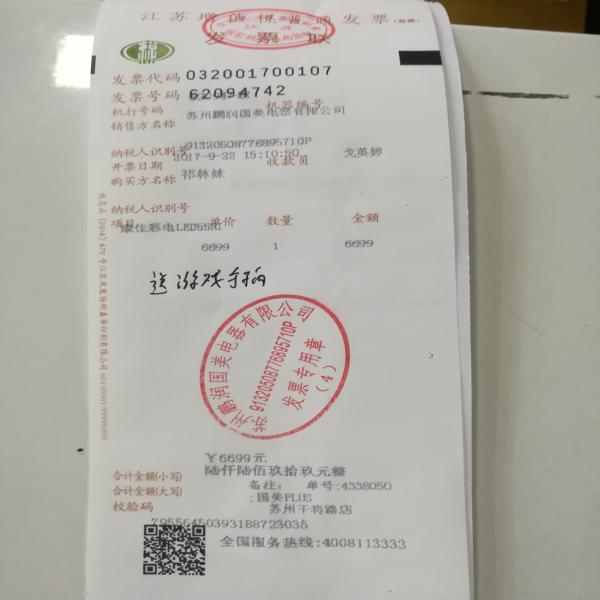 江苏增值税普通发票(卷票)
发票联
发票代码 032001700107
发票号码 62094742
机打号码 机器编号
销售方名称 苏州鹏润国美电器有限公司
纳税人识别号 91320508776895710P
开票日期 2017-9-22 15:10:50 收款员 戈英婷
购买方名称 祁林妹
纳税人识别号
项目 单价 数量 金额
康佳彩电LED55R1
6699 1 6699
送游戏手柄
苏州鹏润国美电器有限公司
91320508776895710P
发票专用章
(4)
¥6699元
合计金额(小写) 陆仟陆佰玖拾玖元整
备注: 单号:4338050
合计金额(大写) ;国美PLUS
校验码 苏州干将路店
79556450393188723035
全国服务热线:4008113333